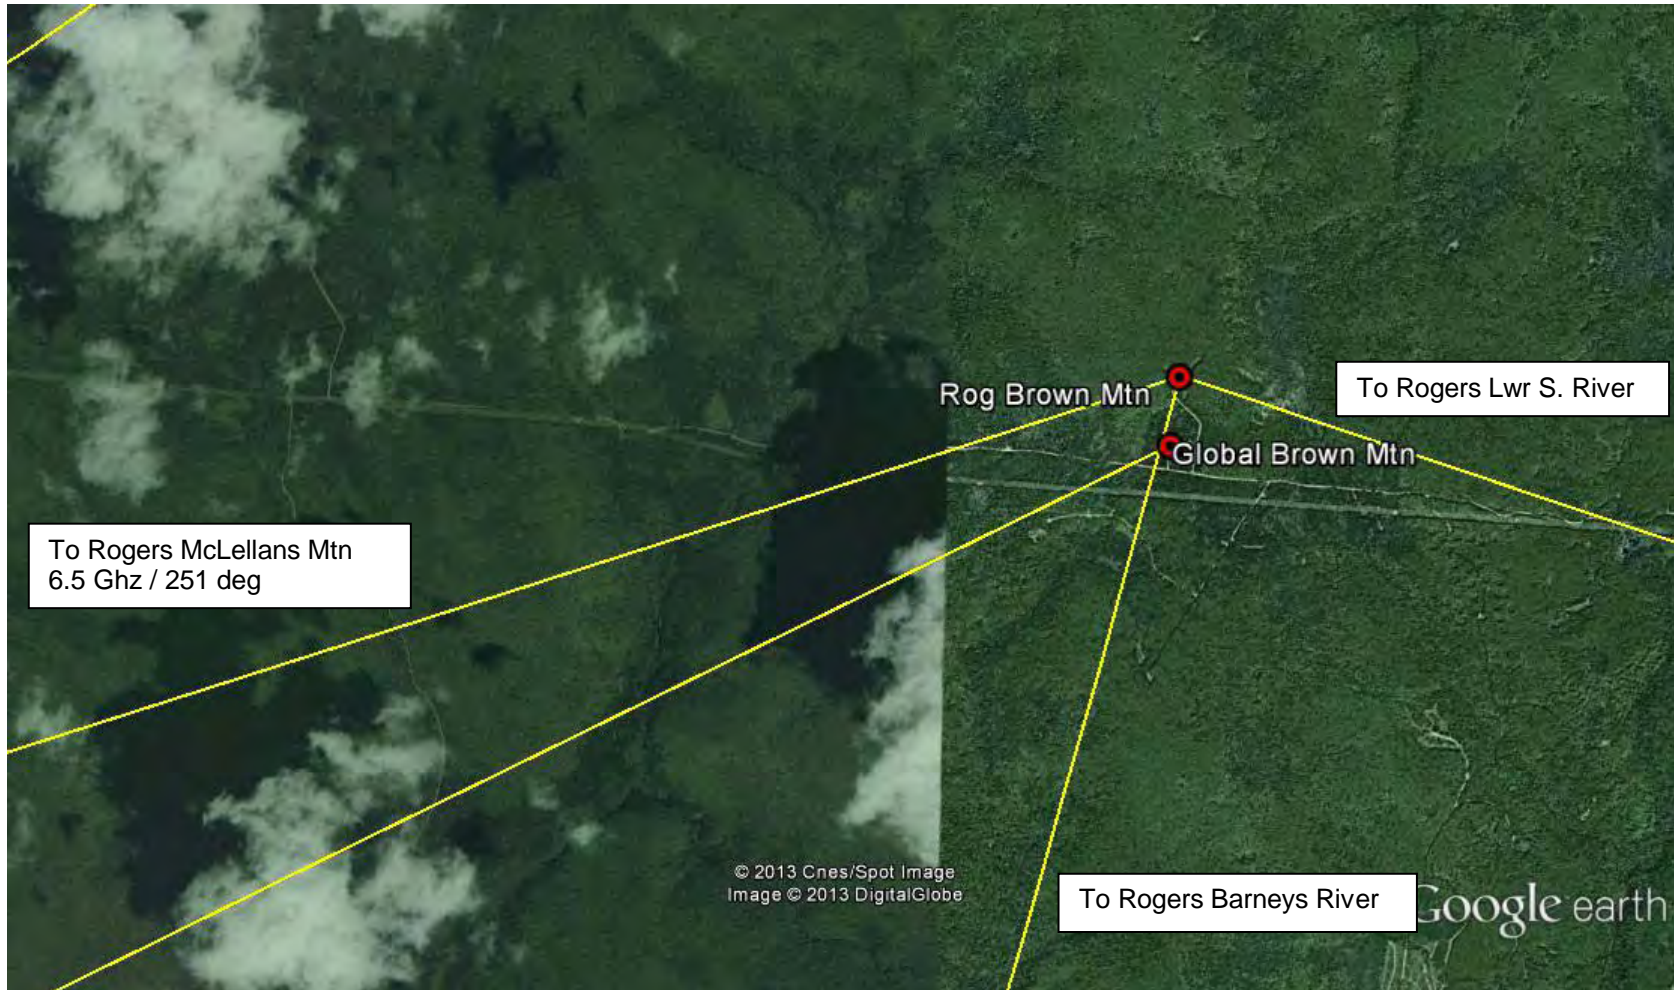 Rog Brown Mtn
To Rogers Lwr S. River
Global Brown Mtn
To Rogers McLellans Mtn
6.5 Ghz / 251 deg
© 2013 Cnes/Spot Image
Image © 2013 DigitalGlobe
To Rogers Barneys River
Google earth